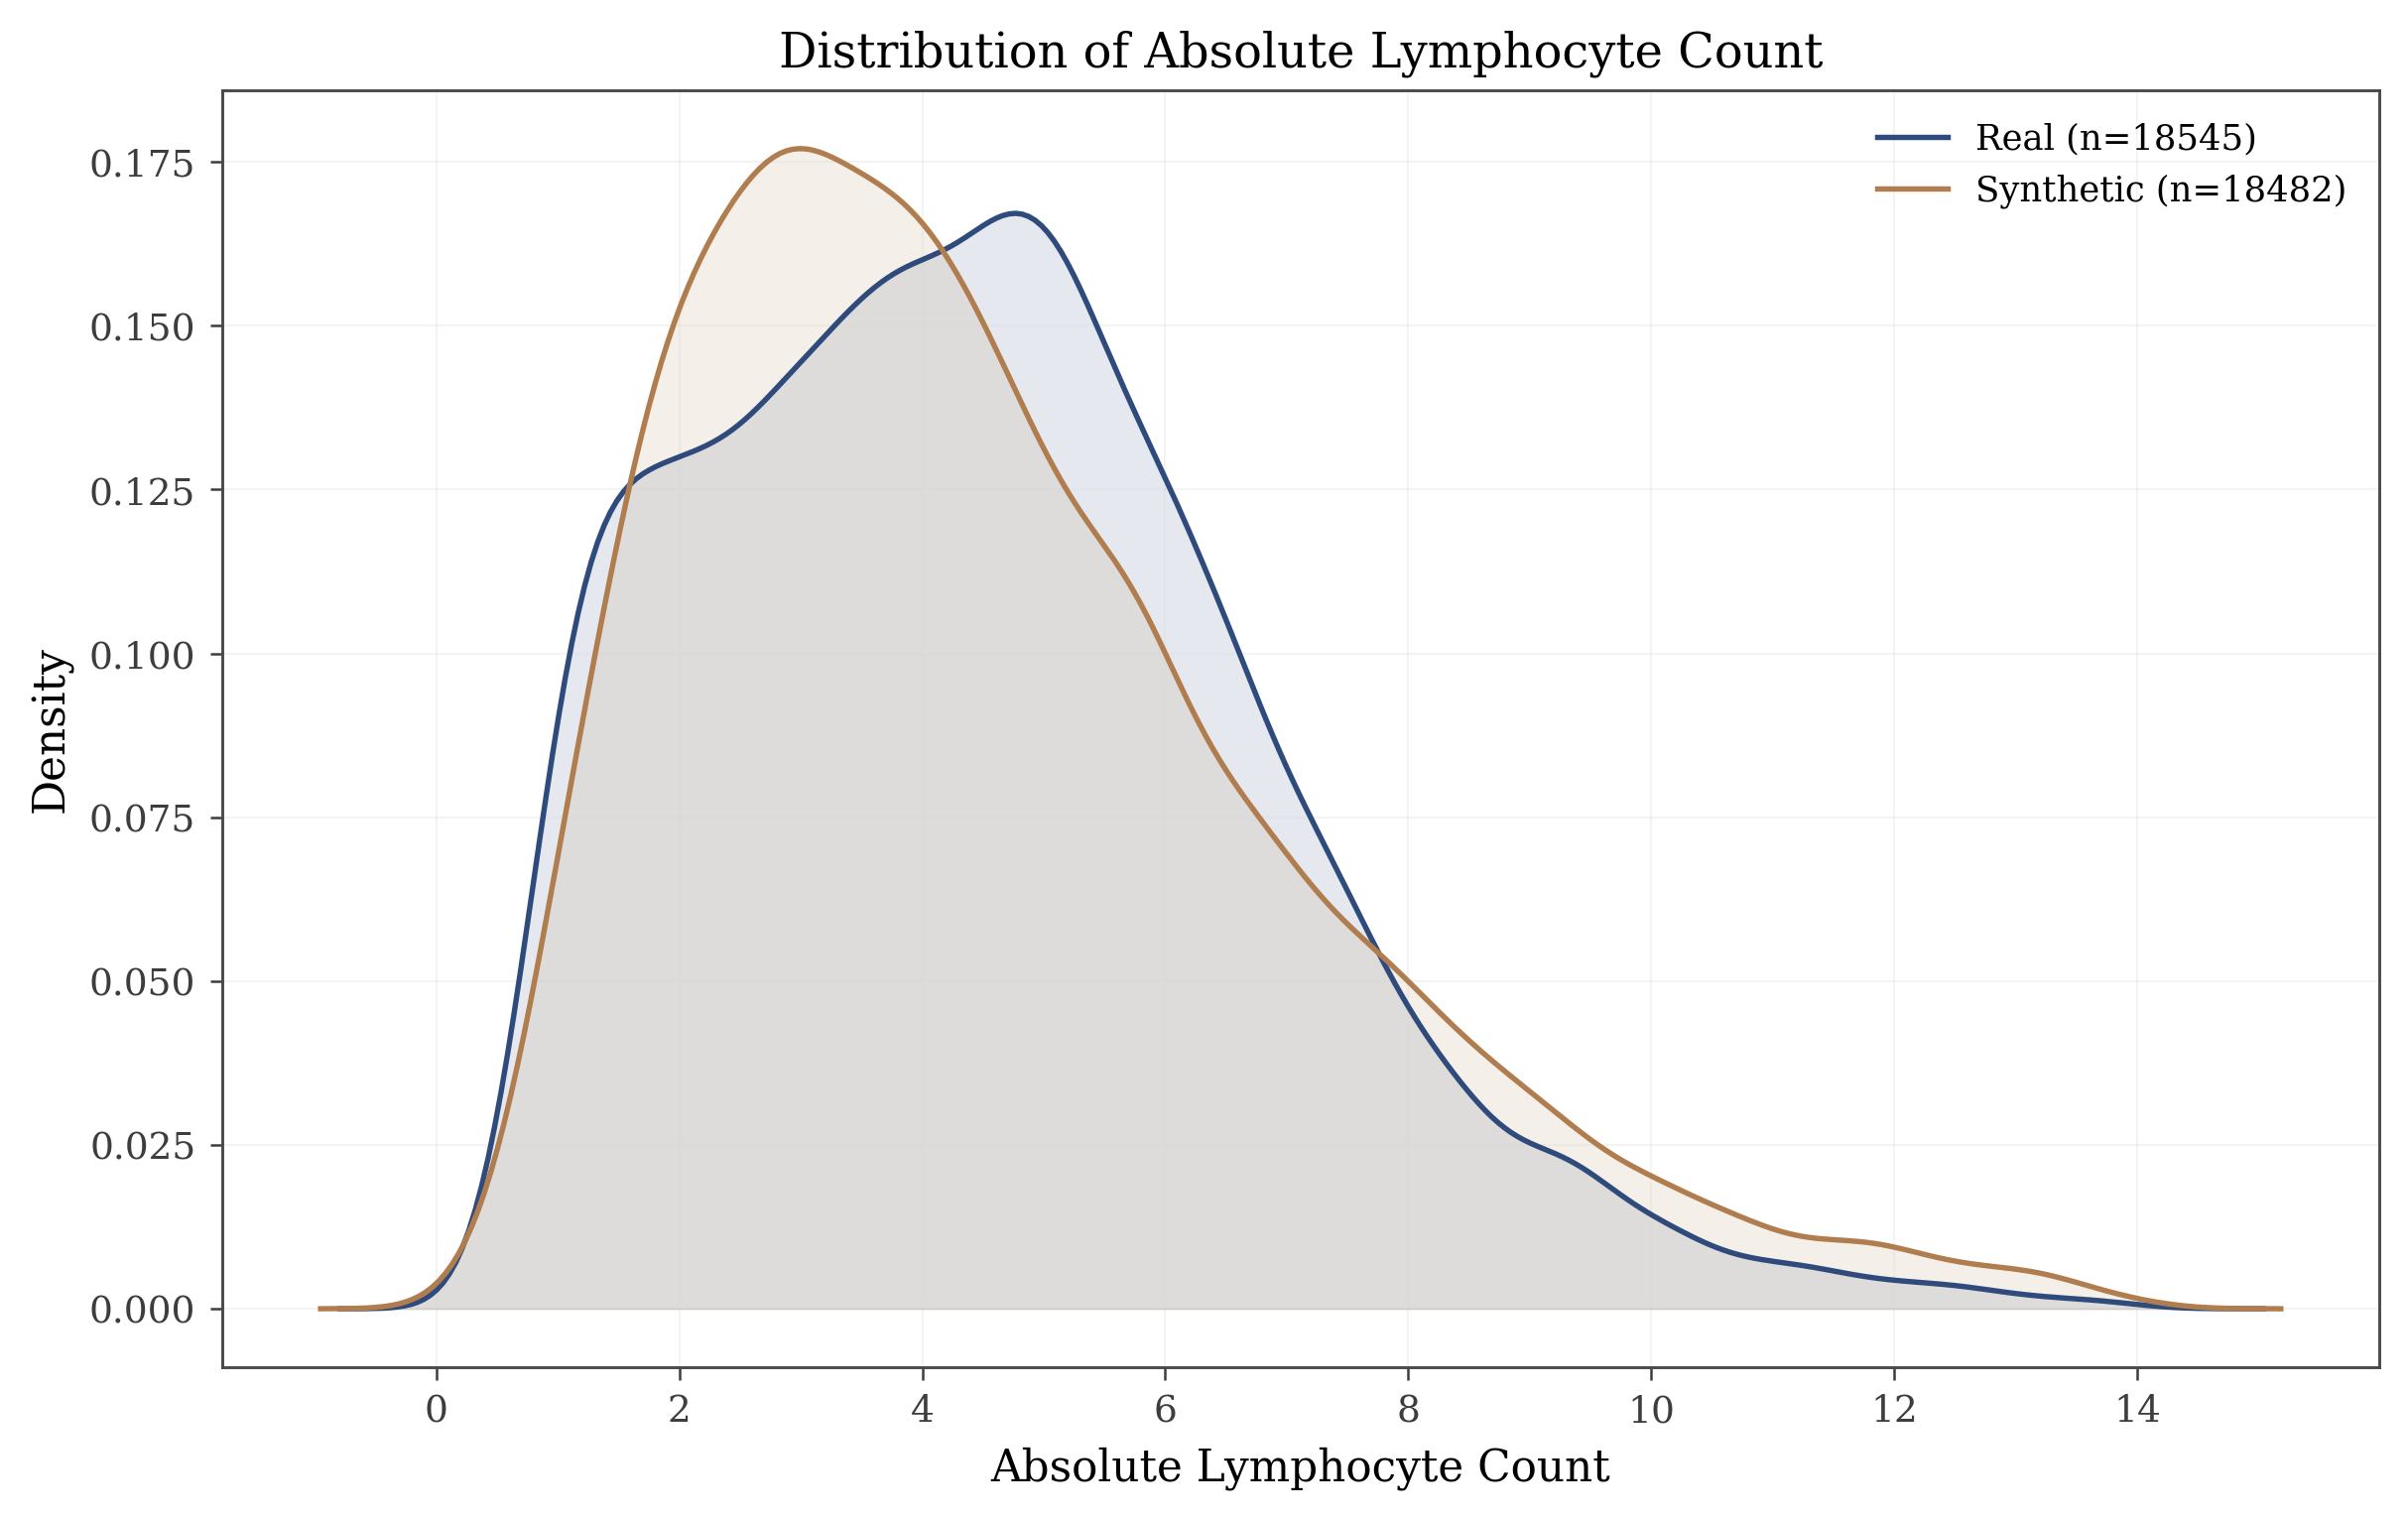 Distribution of Absolute Lymphocyte Count
Real (n=18545)
Synthetic (n=18482)
0.175
0.150
0.125
0.100
0.075
0.050
0.025
0.000
Density
0 2 4 6 8 10 12 14
Absolute Lymphocyte Count